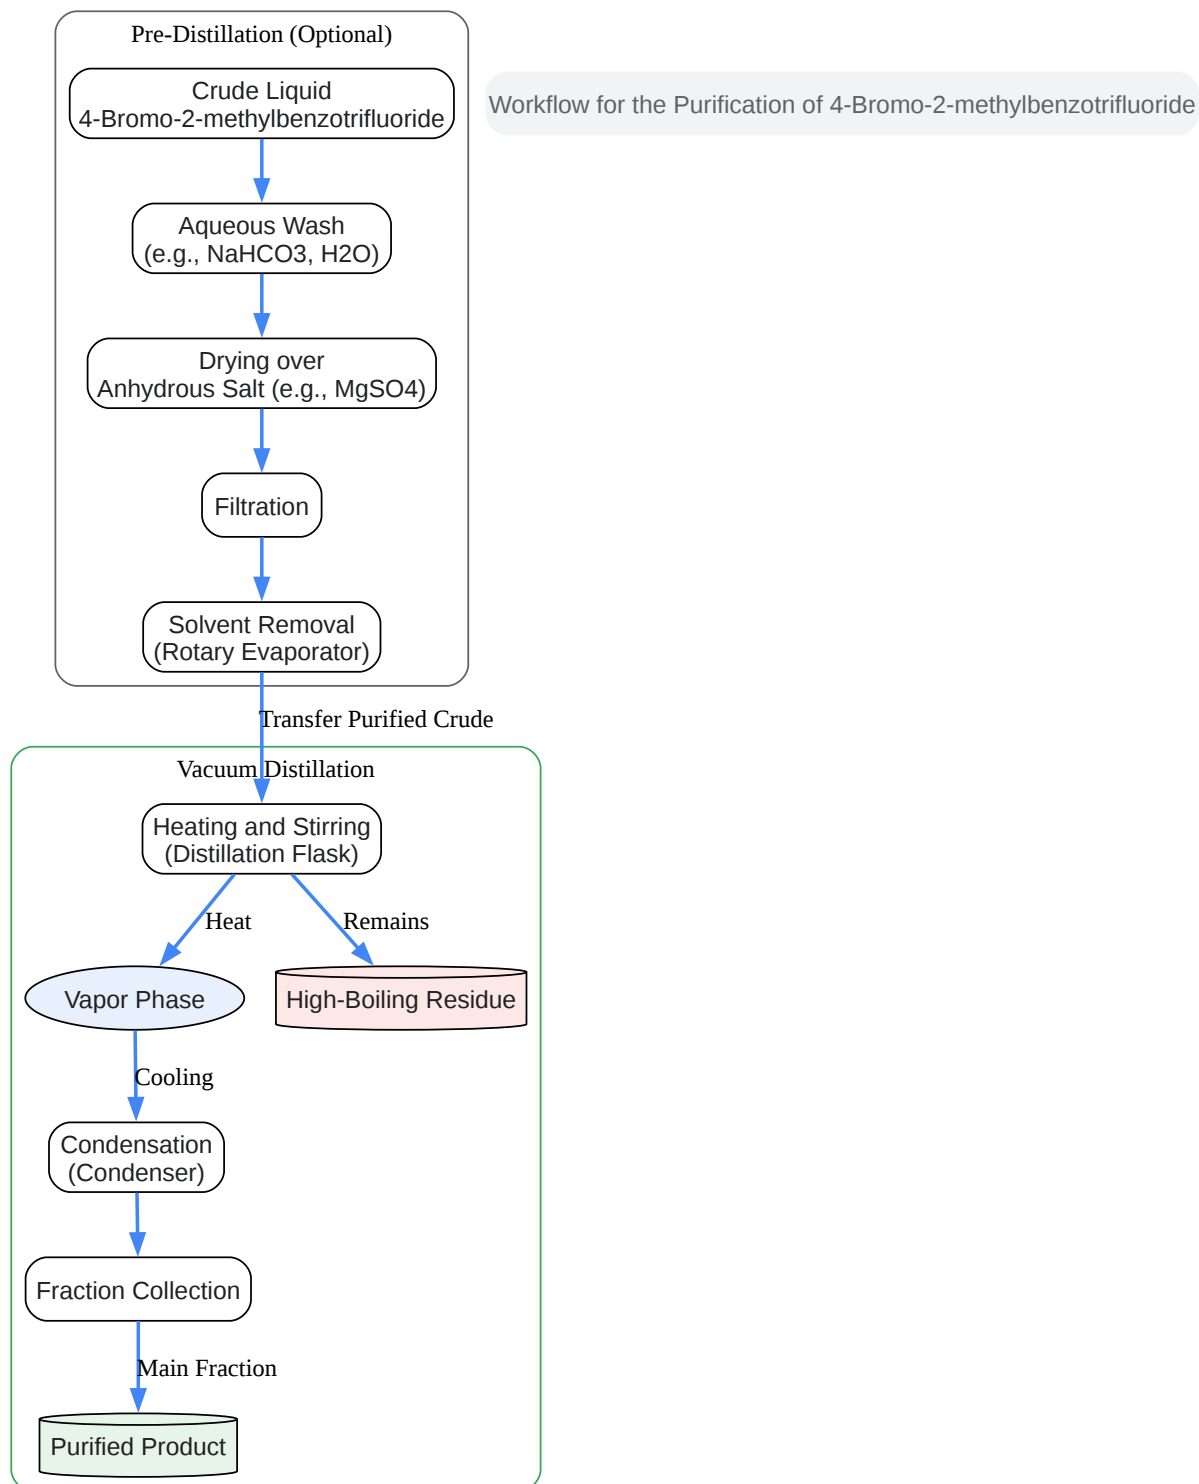 Pre-Distillation (Optional)
Crude Liquid
4-Bromo-2-methylbenzotrifluoride
Workflow for the Purification of 4-Bromo-2-methylbenzotrifluoride
Aqueous Wash
(e.g., NaHCO3, H2O)
Drying over
Anhydrous Salt (e.g., MgSO4)
Filtration
Solvent Removal
(Rotary Evaporator)
Transfer Purified Crude
Vacuum Distillation
Heating and Stirring
(Distillation Flask)
Heat
Remains
Vapor Phase
High-Boiling Residue
Cooling
Condensation
(Condenser)
Fraction Collection
Main Fraction
Purified Product